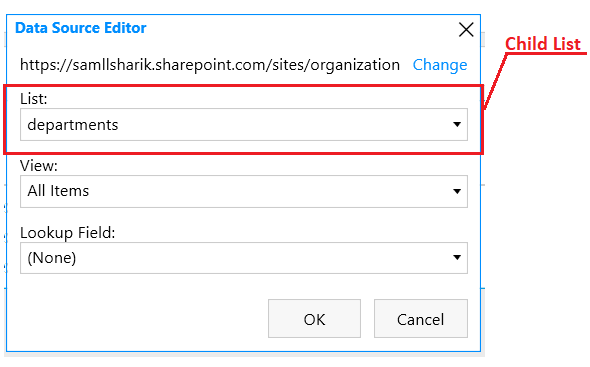 Data Source Editor
Child List
https://samllsharik.sharepoint.com/sites/organization Change
List:
departments
View:
All Items
Lookup Field:
(None)
OK Cancel